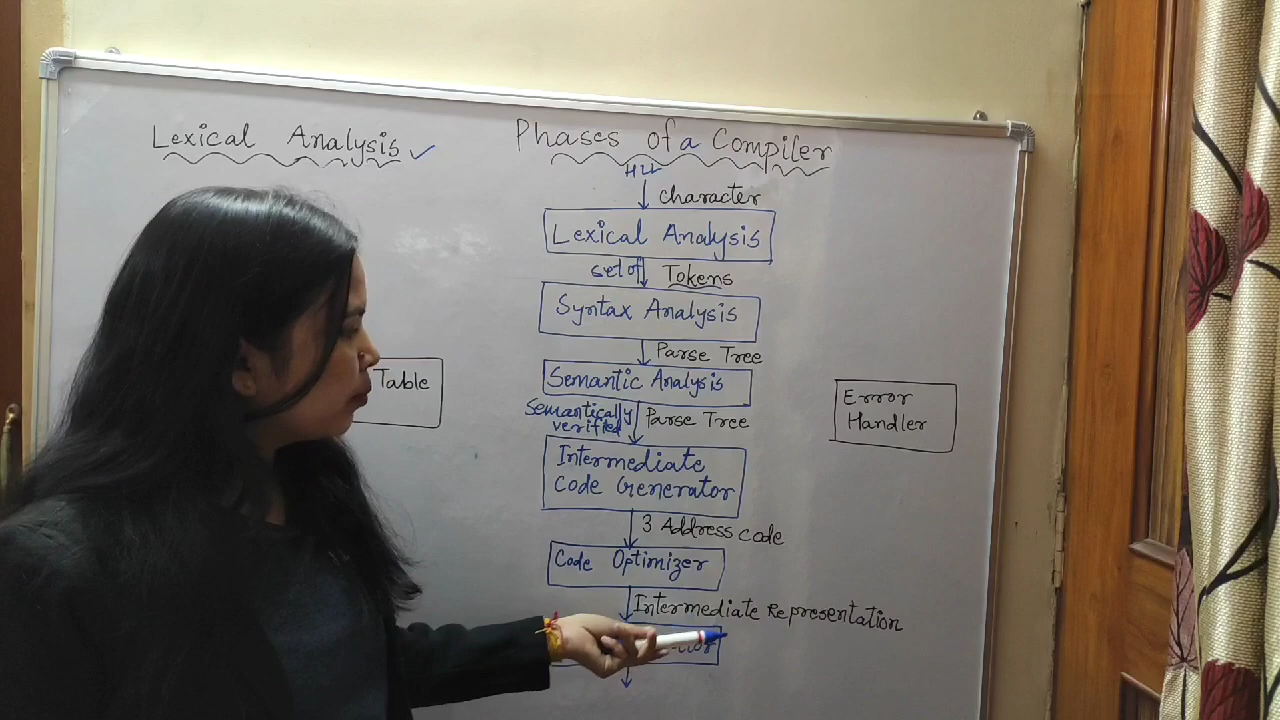 Lexical Analysis
Phases of a Compiler
HLL
character
Lexical Analysis
set of Tokens
Syntax Analysis
Parse Tree
Semantic Analysis
Semantically
verified
Parse Tree
Table
Error
Handler
Intermediate
Code Generator
3 Address code
Code Optimizer
Intermediate Representation